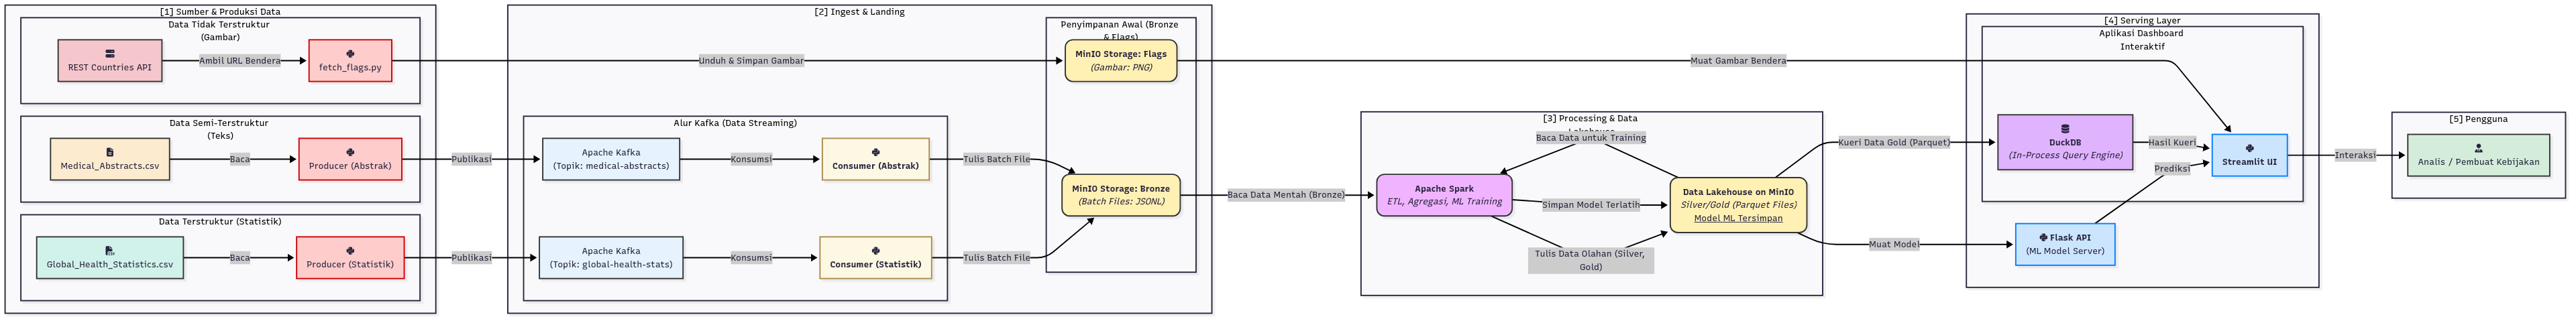 [1] Sumber & Produksi Data
Data Tidak Terstruktur
(Gambar)
REST Countries API
Ambil URL Bendera
fetch_flags.py
Data Semi-Terstruktur
(Teks)
Medical_Abstracts.csv
Baca
Producer (Abstrak)
Data Terstruktur (Statistik)
Global_Health_Statistics.csv
Baca
Producer (Statistik)
Unduh & Simpan Gambar
Publikasi
Publikasi
[2] Ingest & Landing
Alur Kafka (Data Streaming)
Apache Kafka
(Topik: medical-abstracts)
Konsumsi
Consumer (Abstrak)
Tulis Batch File
Apache Kafka
(Topik: global-health-stats)
Konsumsi
Consumer (Statistik)
Tulis Batch File
Penyimpanan Awal (Bronze
& Flags)
MinIO Storage: Flags
(Gambar: PNG)
MinIO Storage: Bronze
(Batch Files: JSONL)
Muat Gambar Bendera
Baca Data Mentah (Bronze)
[3] Processing & Data
Lakehouse
Baca Data untuk Training
Apache Spark
ETL, Agregasi, ML Training
Simpan Model Terlatih
Tulis Data Olahan (Silver,
Gold)
Data Lakehouse on MinIO
Silver/Gold (Parquet Files)
Model ML Tersimpan
Kueri Data Gold (Parquet)
Muat Model
[4] Serving Layer
Aplikasi Dashboard
Interaktif
DuckDB
(In-Process Query Engine)
Hasil Kueri
Prediksi
Streamlit UI
Flask API
(ML Model Server)
Interaksi
[5] Pengguna
Analis / Pembuat Kebijakan